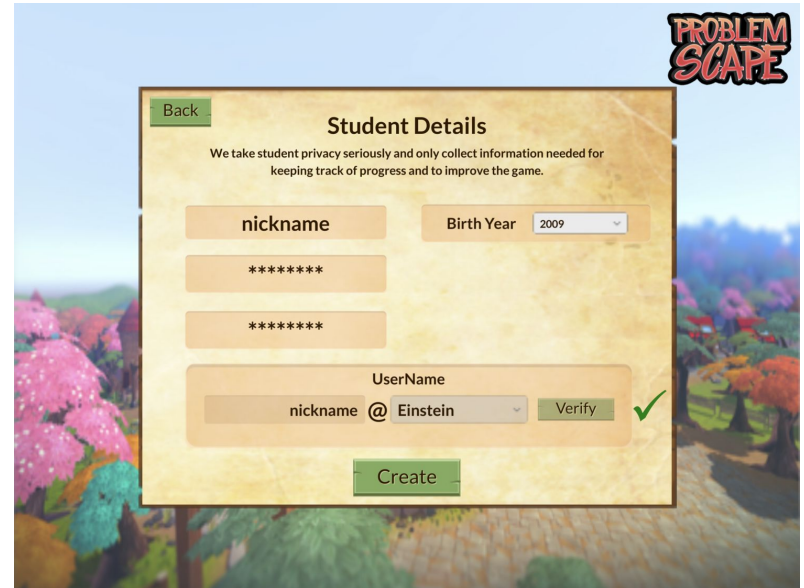 PROBLEM
SCAPE
Back
Student Details
We take student privacy seriously and only collect information needed for
keeping track of progress and to improve the game.
nickname
Birth Year 2009
********
********
UserName
nickname @ Einstein Verify
Create